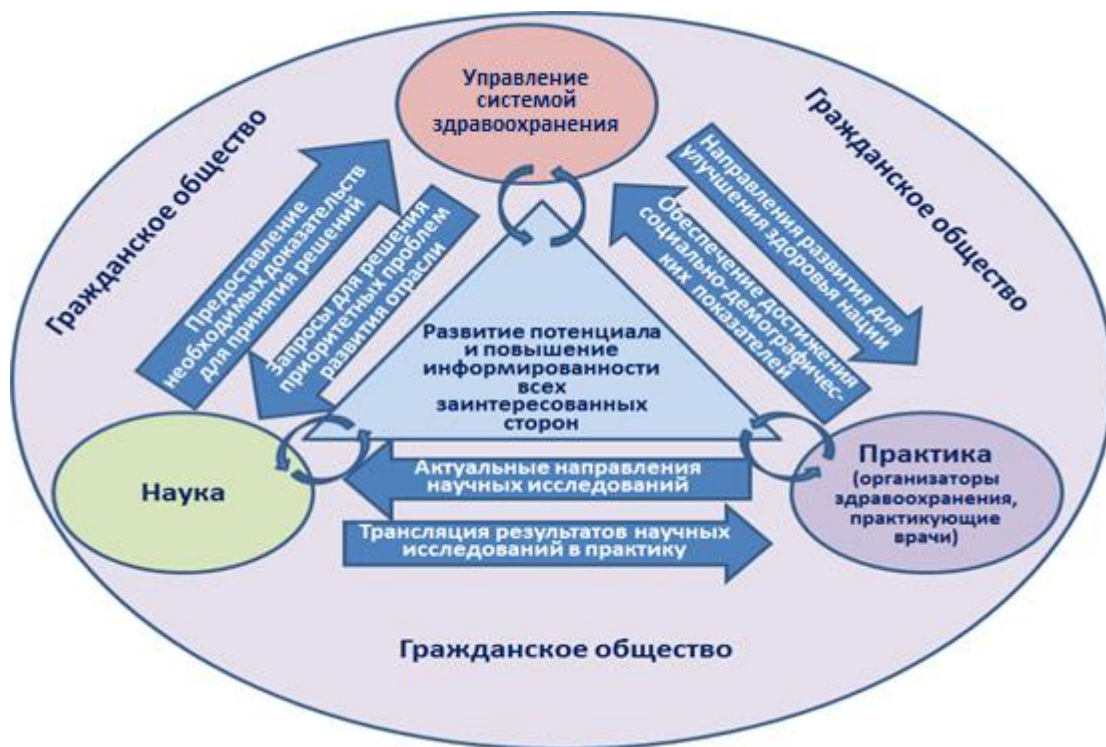 Управление
системой
здравоохранения
Гражданское общество
Гражданское общество
Предоставление
необходимых доказательств
для принятия решений
Запросы для решения
приоритетных проблем
развития отрасли
Направления развития для
улучшения здоровья нации
Обеспечение достижения
социально-демографичес-
ких показателей
Развитие потенциала
и повышение
информированности
всех
заинтересованных
сторон
Наука
Актуальные направления
научных исследований
Трансляция результатов научных
исследований в практику
Практика
(организаторы
здравоохранения,
практикующие
врачи)
Гражданское общество